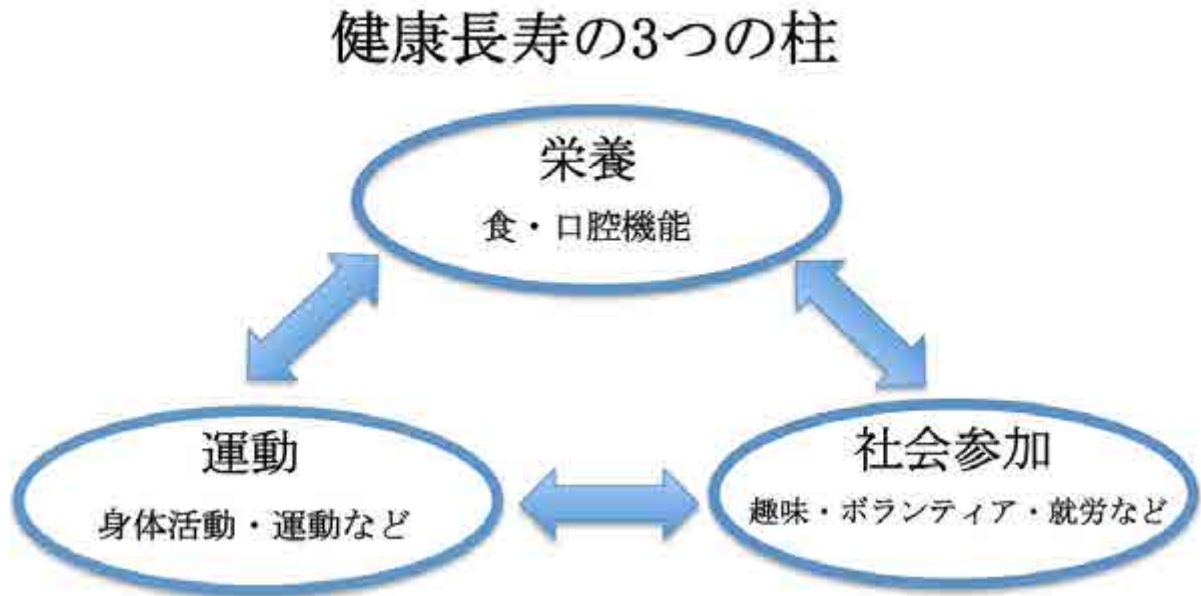 健康長寿の3つの柱
栄養
食・口腔機能
運動
身体活動・運動など
社会参加
趣味・ボランティア・就労など